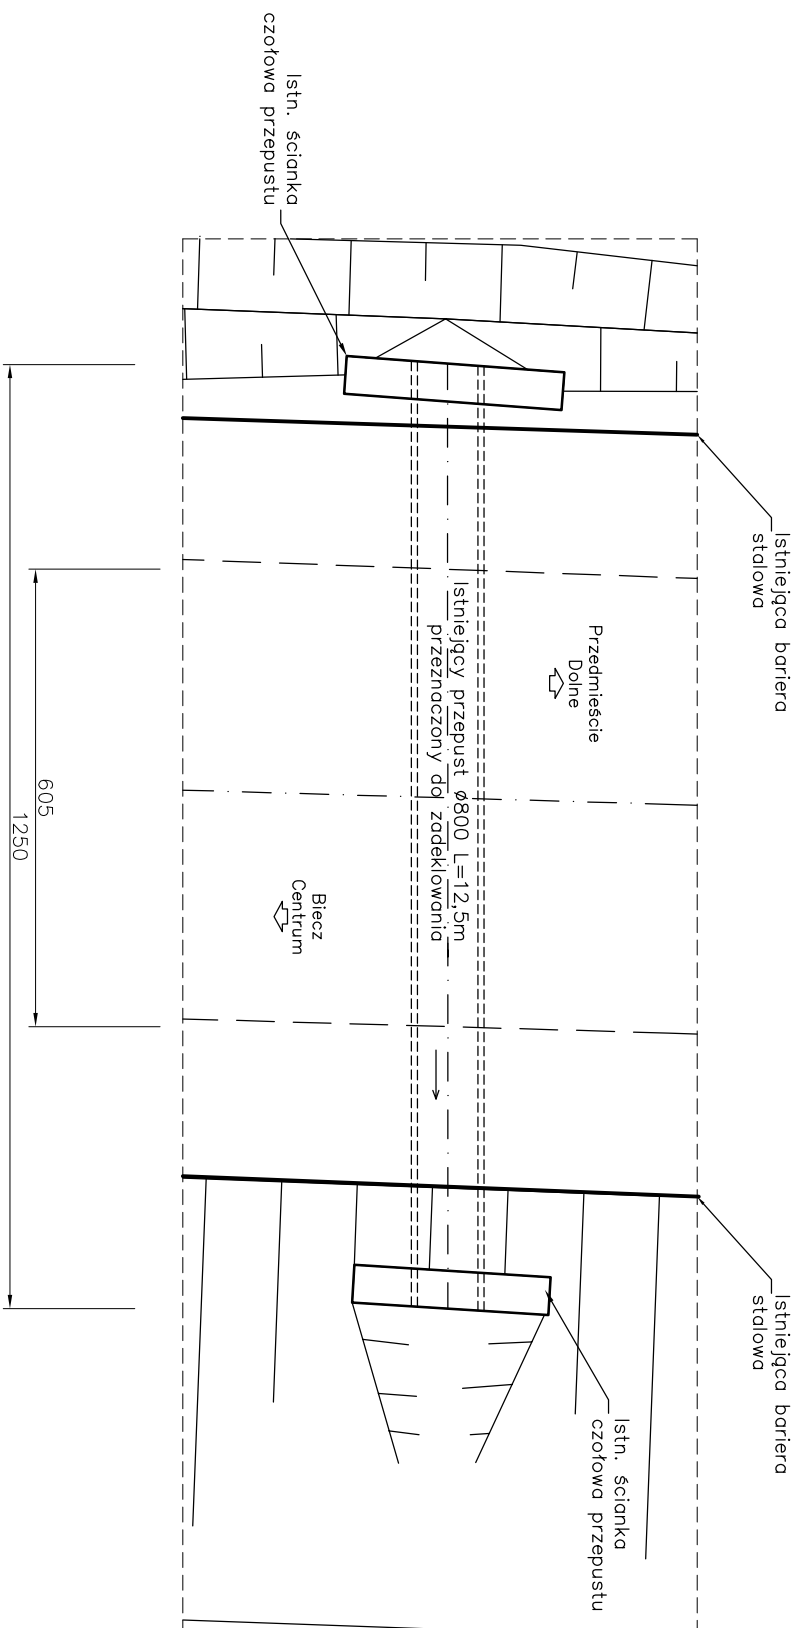 Istn. ścianka
czołowa przepustu
Istniejąca bariera
stalowa
Przedmieście
Dolne
Istniejący przepust ø800 L=12,5m
przeznaczony do zadeklowania
Biecz
Centrum
605
1250
Istniejąca bariera
stalowa
Istn. ścianka
czołowa przepustu